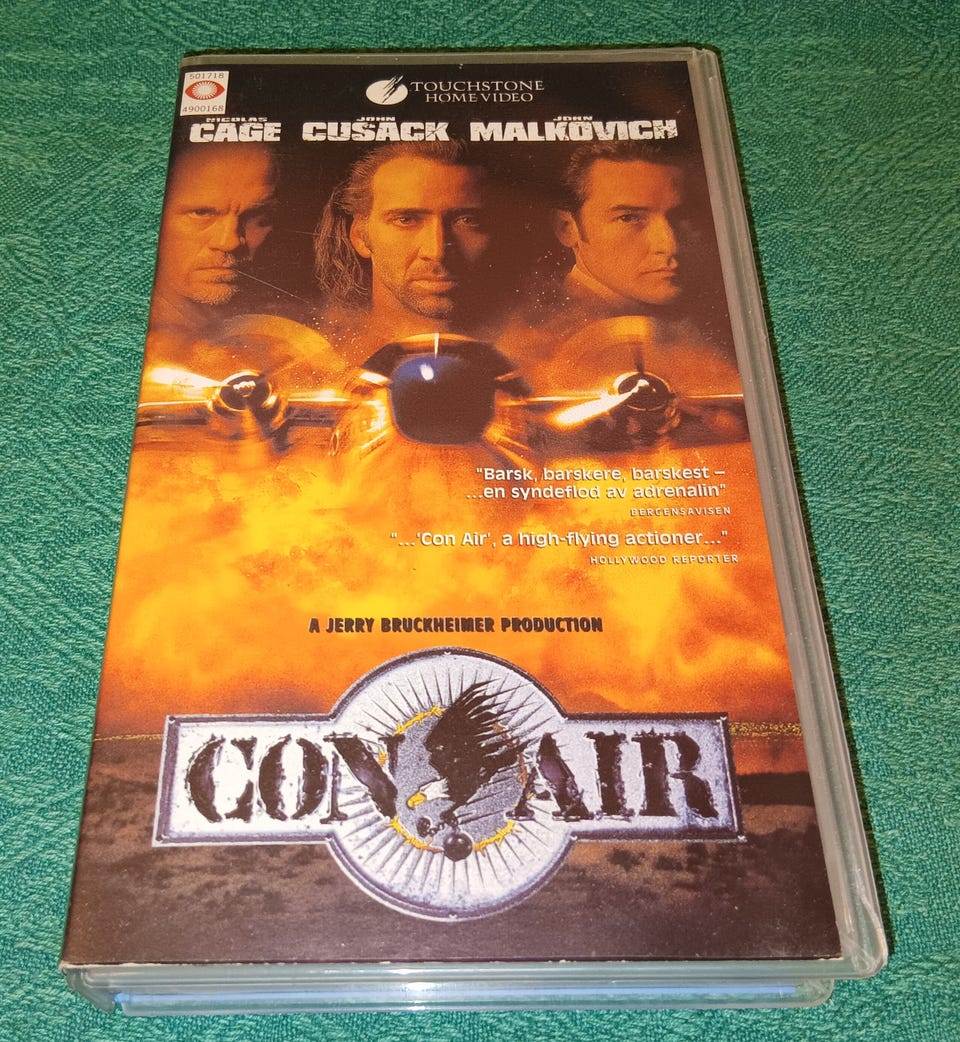 501718
4900168
TOUCHSTONE
HOME VIDEO
NICOLAS JOHN JOHN
CAGE CUSACK MALKOVICH
"Barsk, barskere, barskest –
...en syndeflod av adrenalin"
BERGENSAVISEN
"...'Con Air', a high-flying actioner..."
HOLLYWOOD REPORTER
A JERRY BRUCKHEIMER PRODUCTION
CON AIR